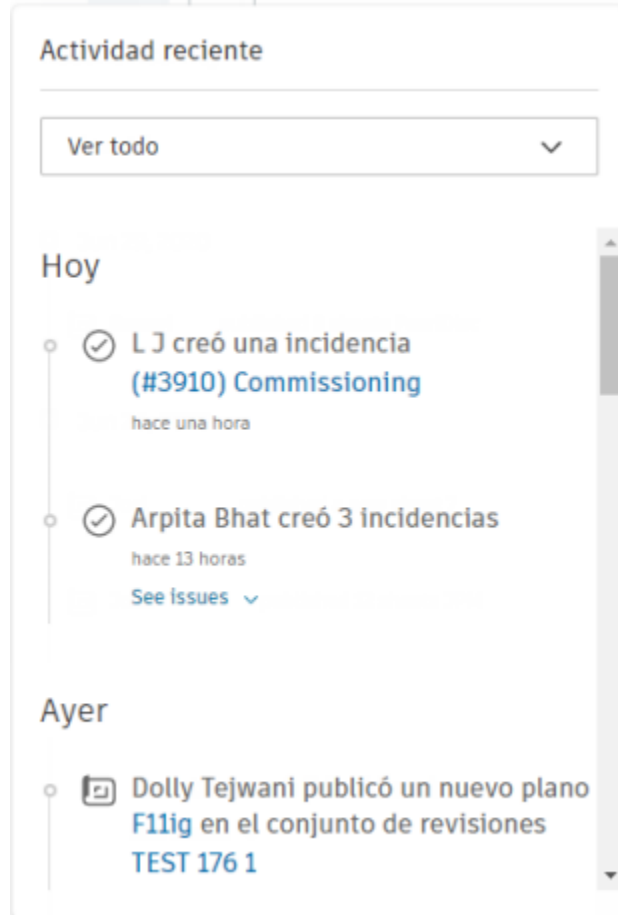 Actividad reciente
Ver todo
Hoy
L J creó una incidencia
(#3910) Commissioning
hace una hora
Arpita Bhat creó 3 incidencias
hace 13 horas
See issues
Ayer
Dolly Tejwani publicó un nuevo plano
F11ig en el conjunto de revisiones
TEST 176 1